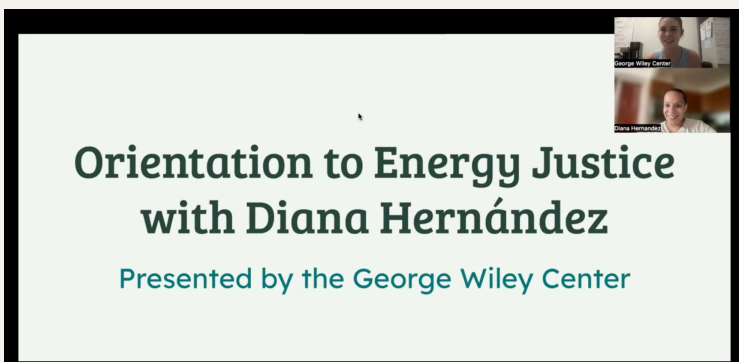 George Wiley Center
Diana Hernandez
Orientation to Energy Justice
with Diana Hernández
Presented by the George Wiley Center